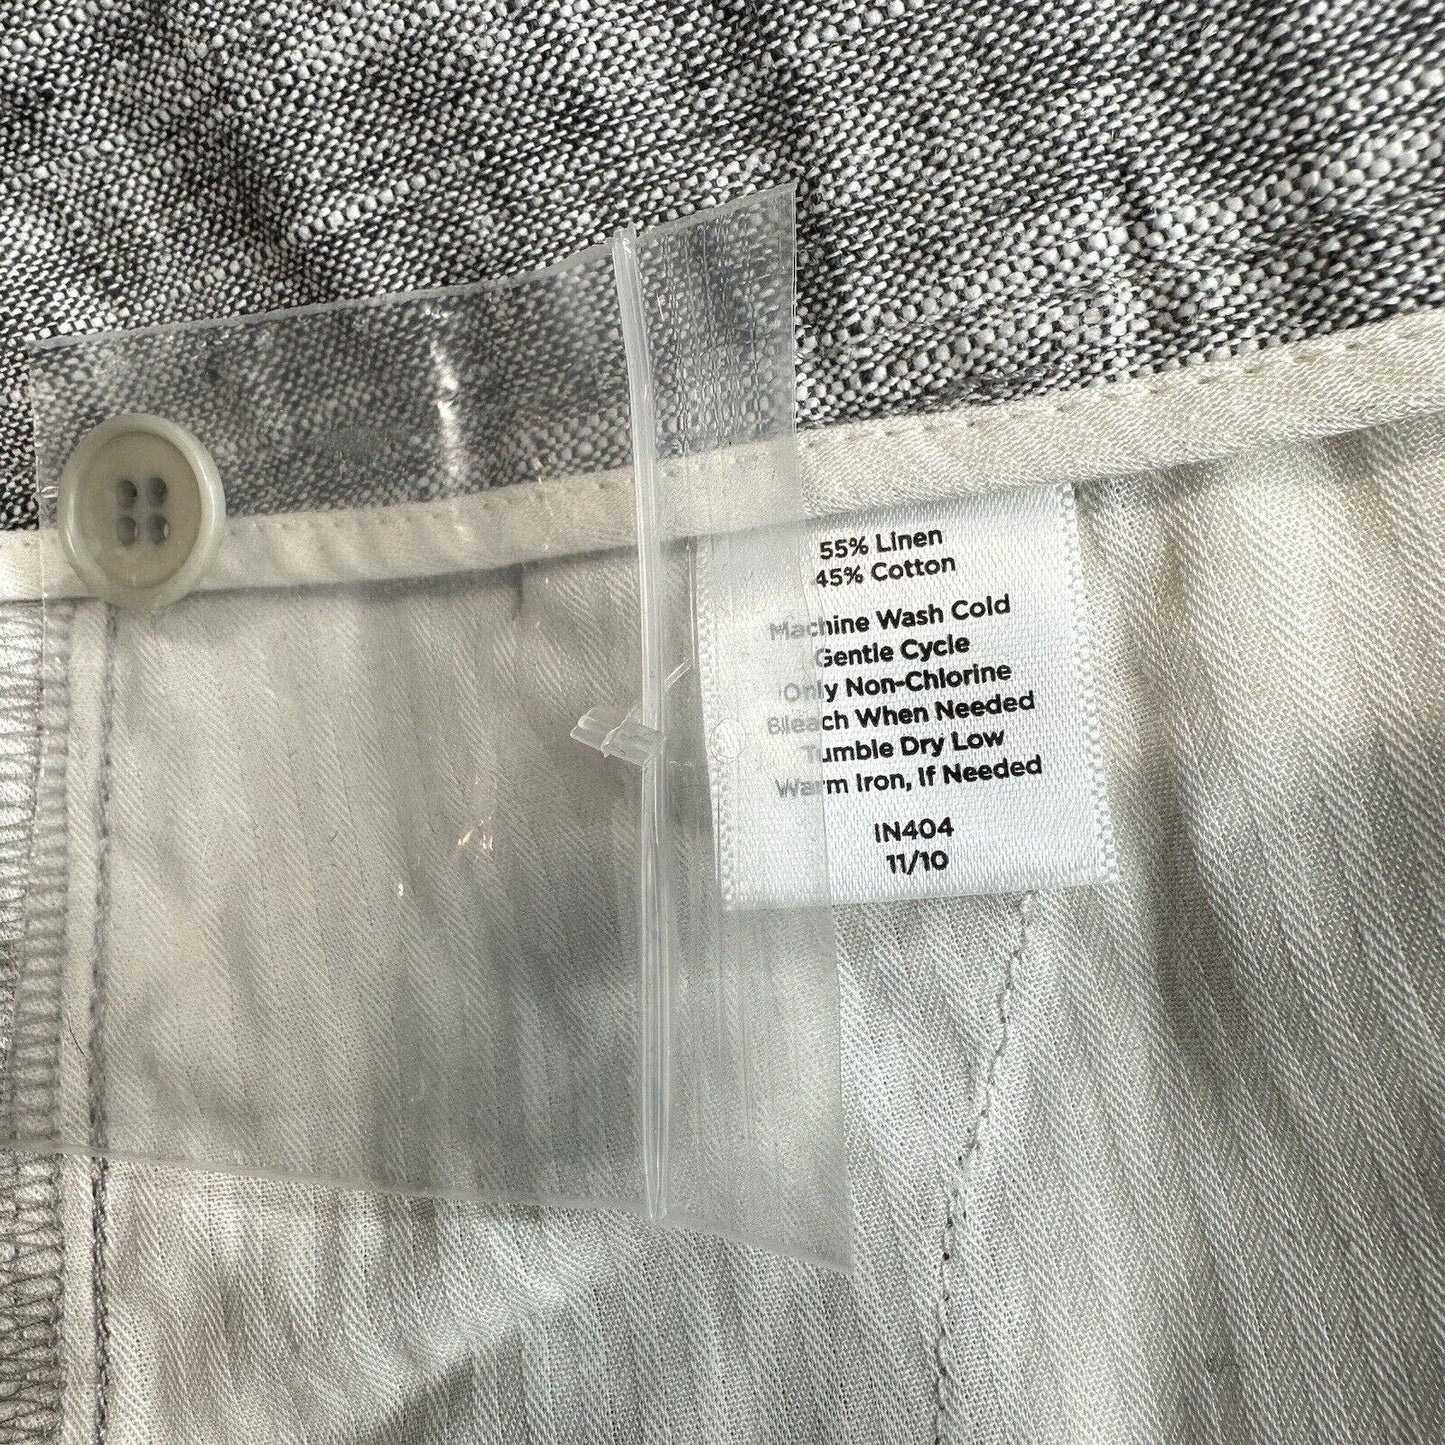 55% Linen
45% Cotton
Machine Wash Cold
Gentle Cycle
Only Non-Chlorine
Bleach When Needed
Tumble Dry Low
Warm Iron, If Needed
IN404
11/10